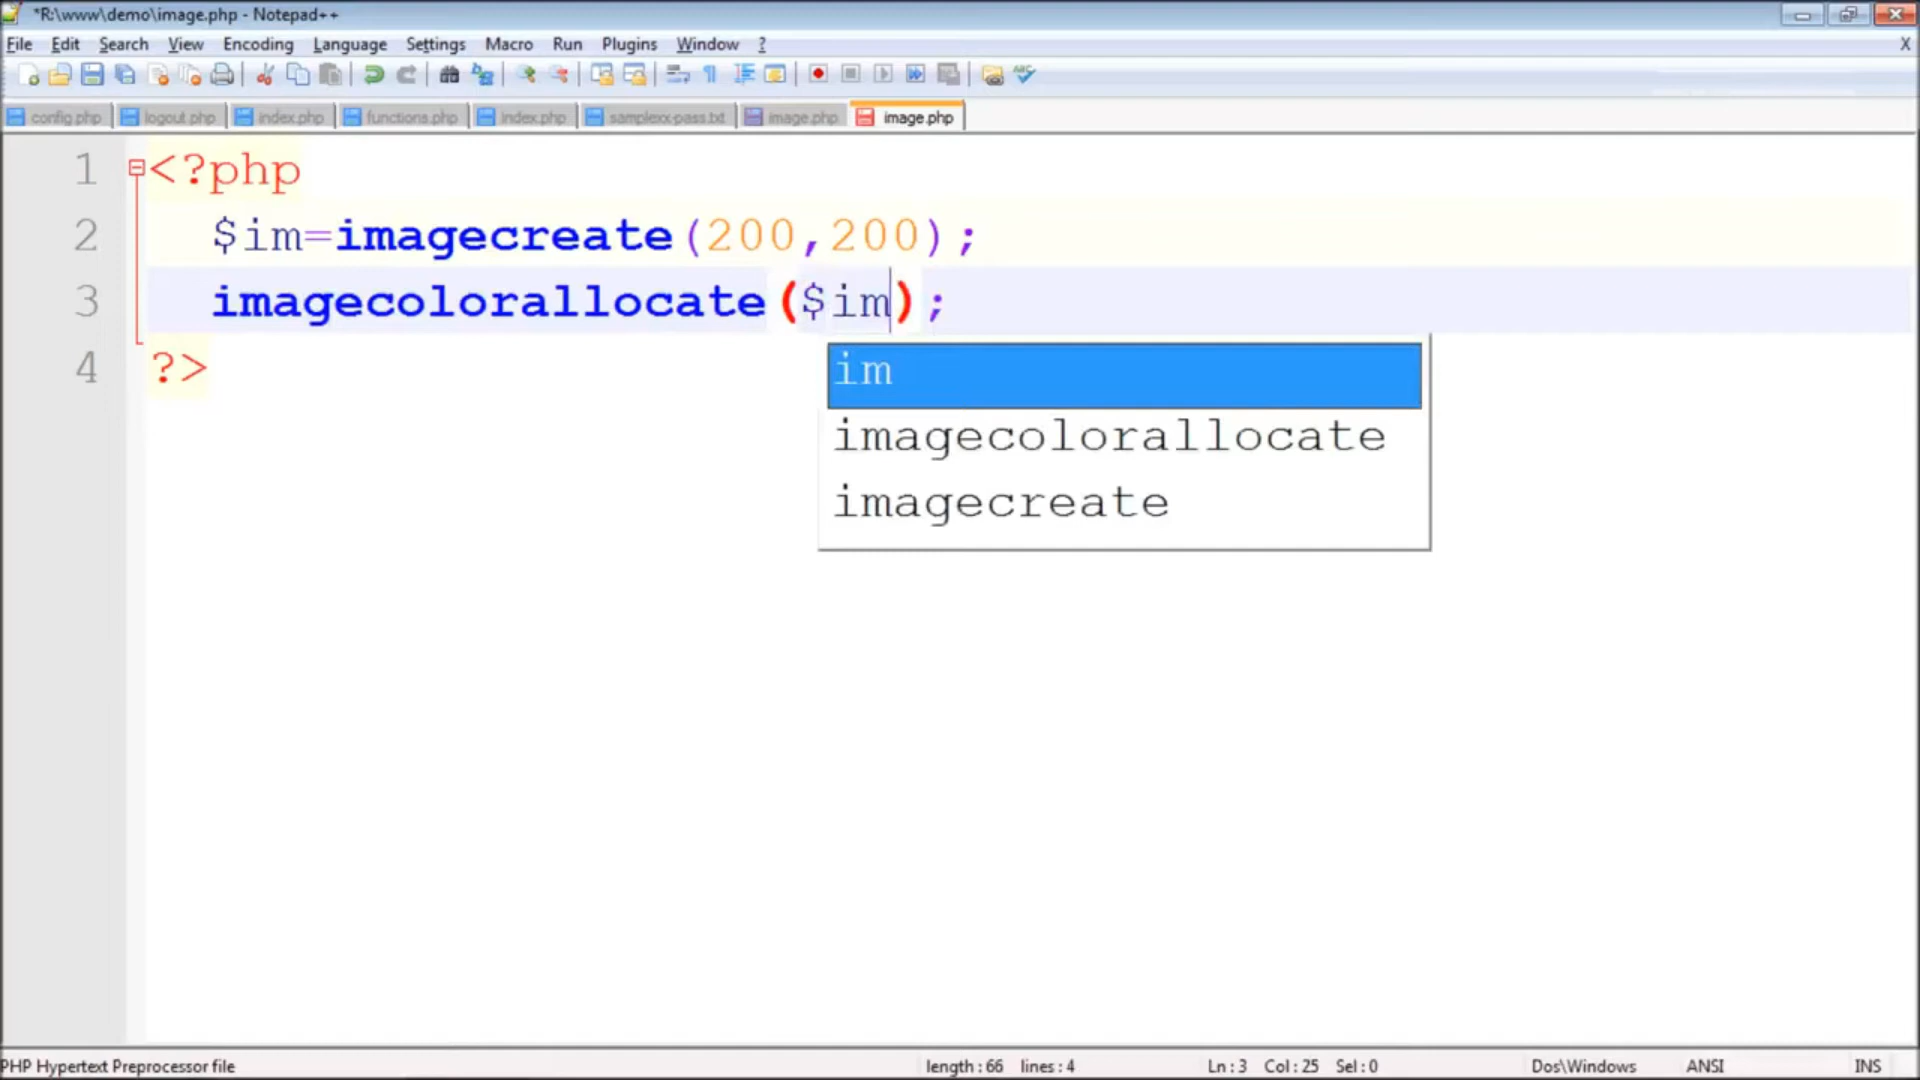 *R:\www\demo\image.php - Notepad++
File Edit Search View Encoding Language Settings Macro Run Plugins Window ? X
config.php logout.php index.php functions.php index.php samplexx-pass.txt image.php image.php
1 <?php
2 $im=imagecreate(200,200);
3 imagecolorallocate($im);
4 ?>
im
imagecolorallocate
imagecreate
PHP Hypertext Preprocessor file length : 66 lines : 4 Ln : 3 Col : 25 Sel : 0 Dos\Windows ANSI INS